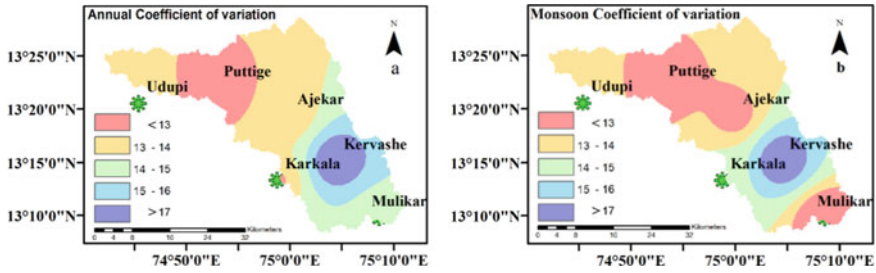 Annual Coefficient of variation
N
a
13°25'0"N
13°20'0"N
13°15'0"N
13°10'0"N
Udupi
Puttige
Ajekar
Kervashe
Karkala
Mulikar
< 13
13 - 14
14 - 15
15 - 16
> 17
0 4 8 16 24 32
Kilometers
74°50'0"E
75°0'0"E
75°10'0"E
Monsoon Coefficient of variation
N
b
13°25'0"N
13°20'0"N
13°15'0"N
13°10'0"N
Udupi
Puttige
Ajekar
Kervashe
Karkala
Mulikar
< 13
13 - 14
14 - 15
15 - 16
> 17
0 4 8 16 24 32
Kilometers
74°50'0"E
75°0'0"E
75°10'0"E